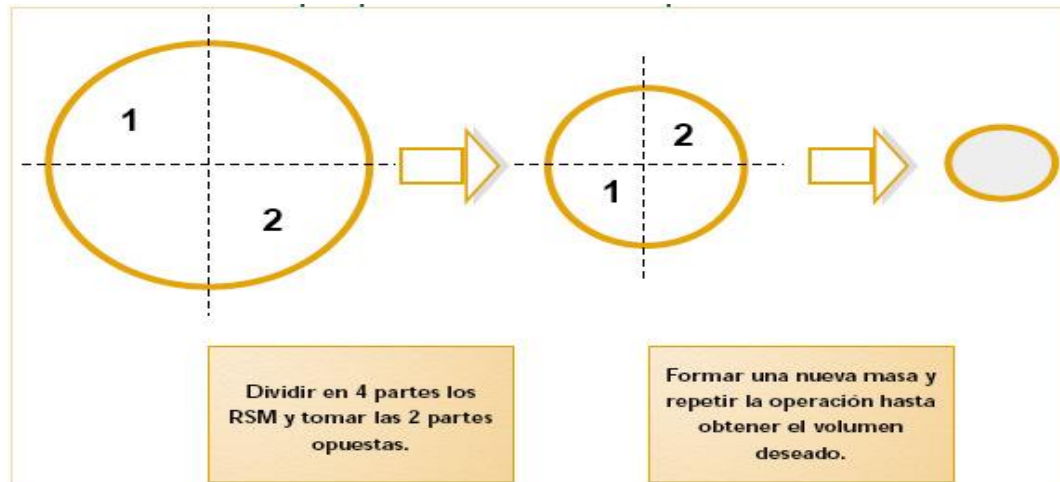 1
2
2
1
Dividir en 4 partes los
RSM y tomar las 2 partes
opuestas.
Formar una nueva masa y
repetir la operación hasta
obtener el volumen
deseado.